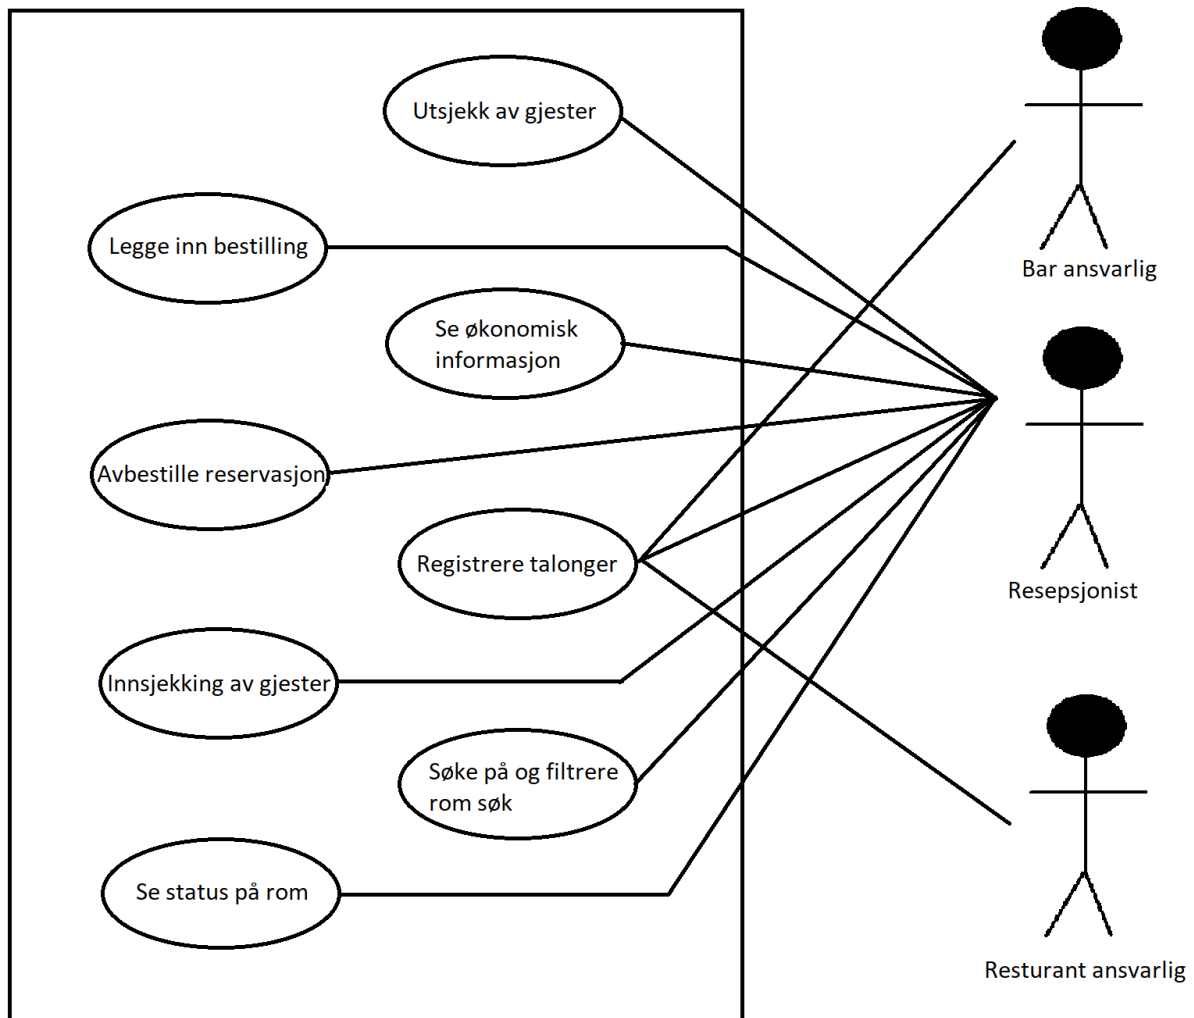 Utsjekk av gjester
Legge inn bestilling
Se økonomisk
informasjon
Avbestille reservasjon
Registrere talonger
Innsjekking av gjester
Søke på og filtrere
rom søk
Se status på rom
Bar ansvarlig
Resepsjonist
Resturant ansvarlig